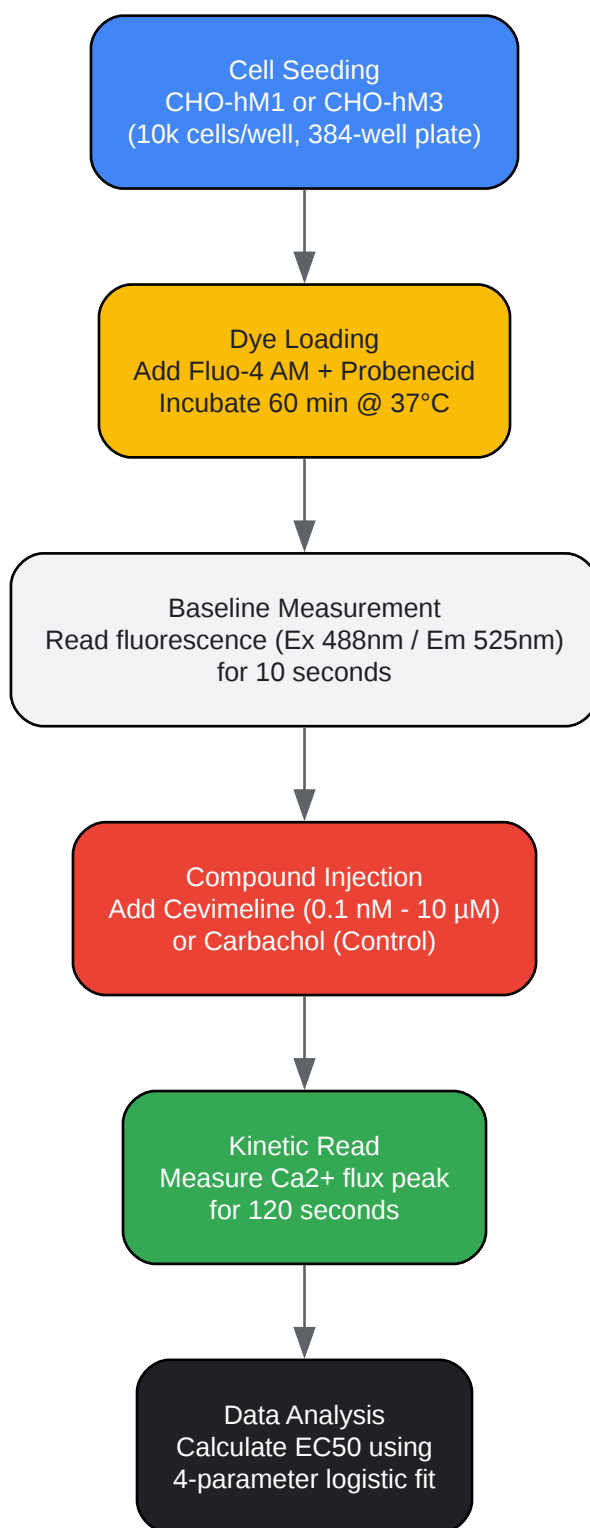 Cell Seeding
CHO-hM1 or CHO-hM3
(10k cells/well, 384-well plate)
Dye Loading
Add Fluo-4 AM + Probenecid
Incubate 60 min @ 37°C
Baseline Measurement
Read fluorescence (Ex 488nm / Em 525nm)
for 10 seconds
Compound Injection
Add Cevimeline (0.1 nM - 10 µM)
or Carbachol (Control)
Kinetic Read
Measure Ca2+ flux peak
for 120 seconds
Data Analysis
Calculate EC50 using
4-parameter logistic fit